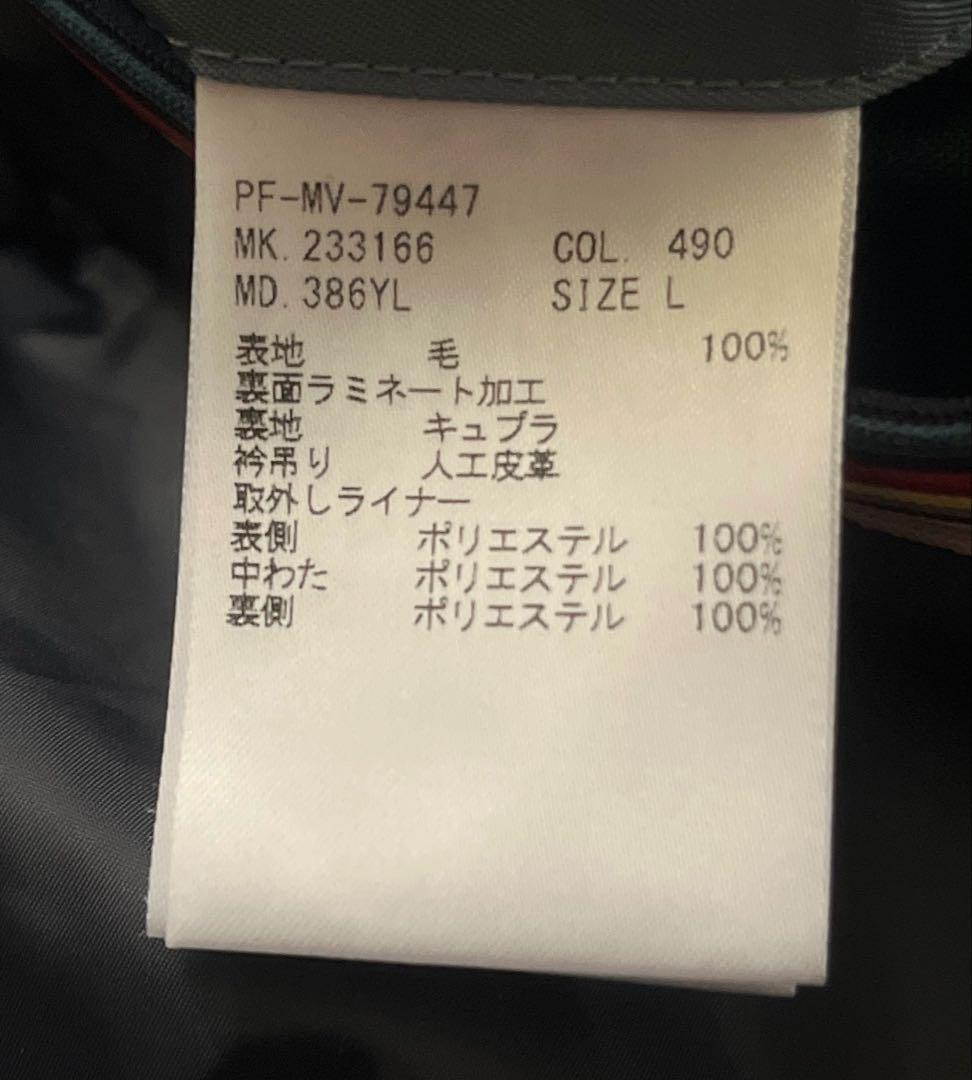 PF-MV-79447
MK. 233166 COL. 490
MD. 386YL SIZE L
表地 毛 100%
裏面ラミネート加工
裏地 キュプラ
衿吊り 人工皮革
取外しライナー
表側 ポリエステル 100%
中わた ポリエステル 100%
裏側 ポリエステル 100%